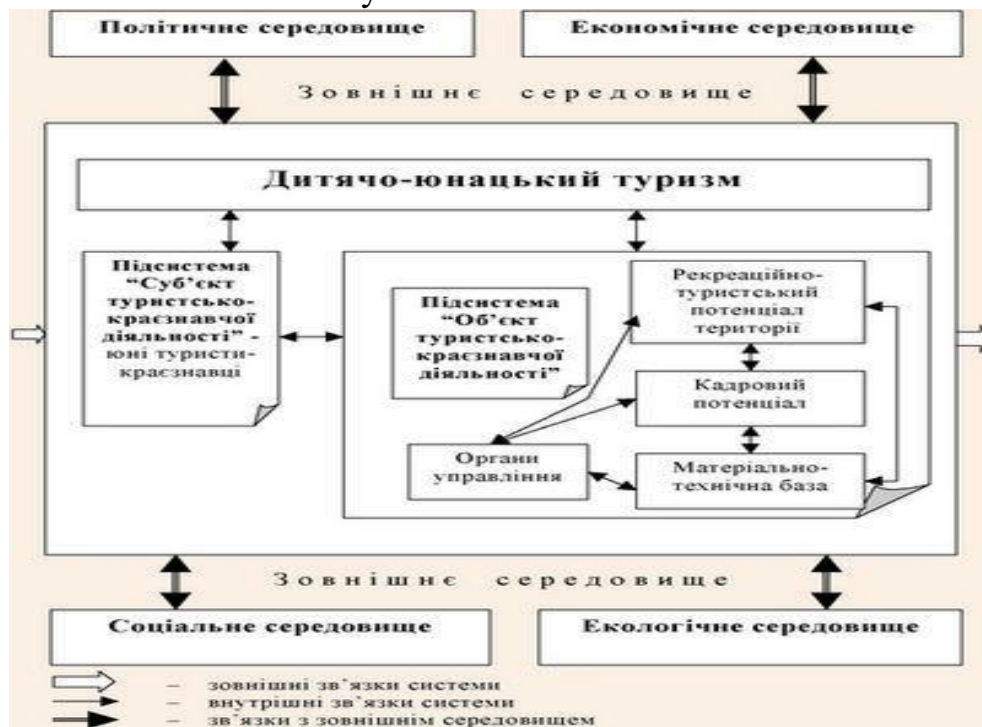 Політичне середовище
Економічне середовище
Зовнішнє середовище
Дитячо-юнацький туризм
Підсистема
“Суб’єкт
туристсько-
краєзнавчої
діяльності” -
юні туристи-
краєзнавці
Підсистема
“Об’єкт
туристсько-
краєзнавчої
діяльності”
Рекреаційно-
туристський
потенціал
території
Кадровий
потенціал
Органи
управління
Матеріально-
технічна база
Зовнішнє середовище
Соціальне середовище
Екологічне середовище
– зовнішні зв’язки системи
– внутрішні зв’язки системи
– зв’язки з зовнішнім середовищем